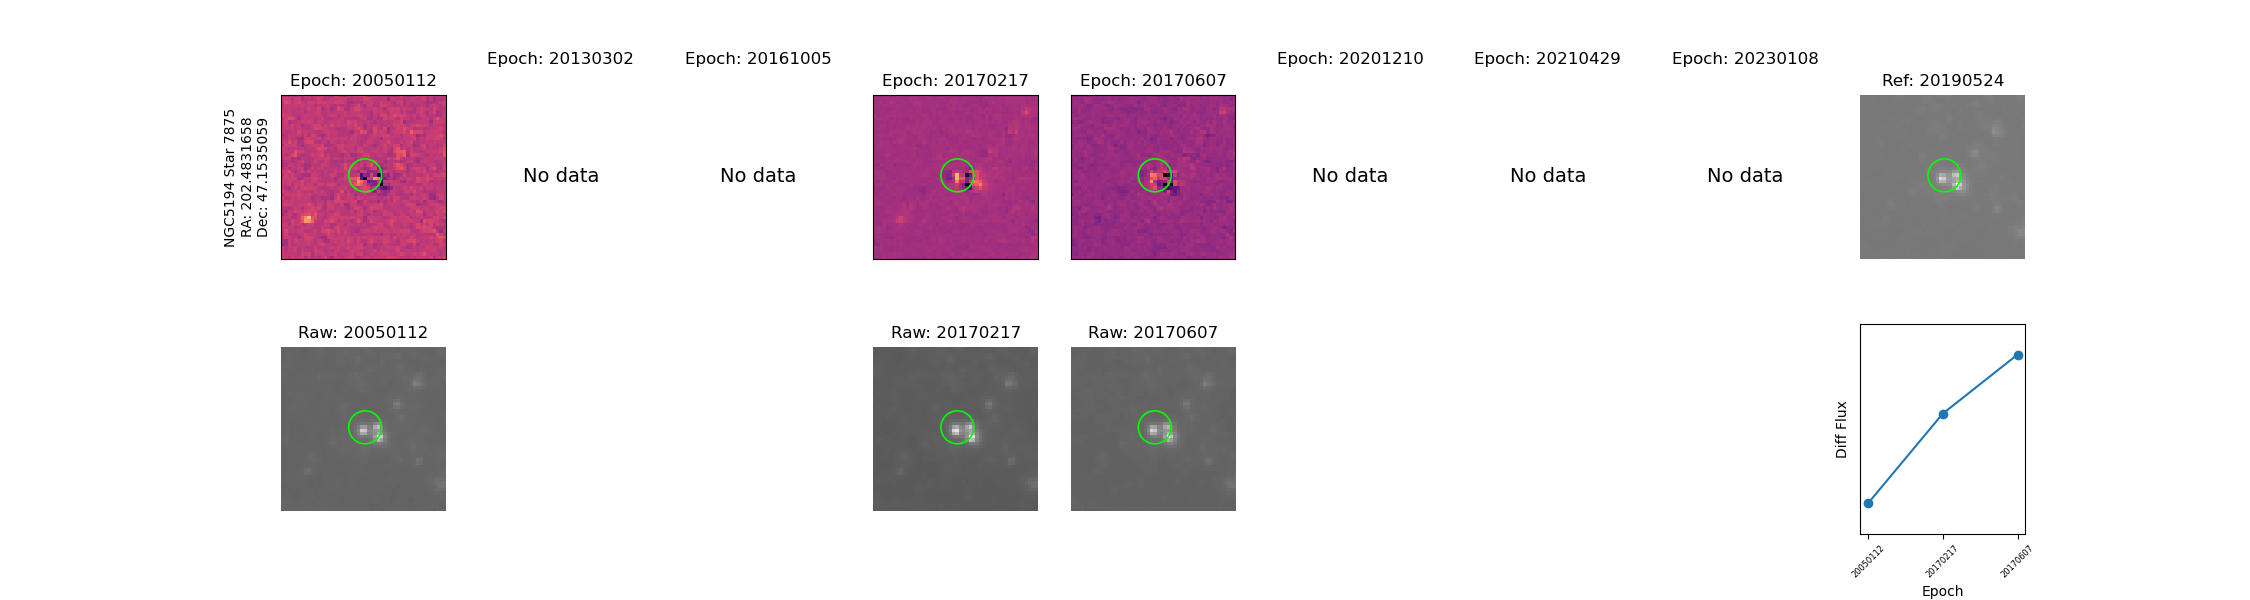 Epoch: 20050112
Epoch: 20130302
Epoch: 20161005
Epoch: 20170217
Epoch: 20170607
Epoch: 20201210
Epoch: 20210429
Epoch: 20230108
Ref: 20190524
NGC5194 Star 7875
RA: 202.4831658
Dec: 47.1535059
No data
No data
No data
No data
No data
Raw: 20050112
Raw: 20170217
Raw: 20170607
Diff Flux
20050112
20170217
20170607
Epoch